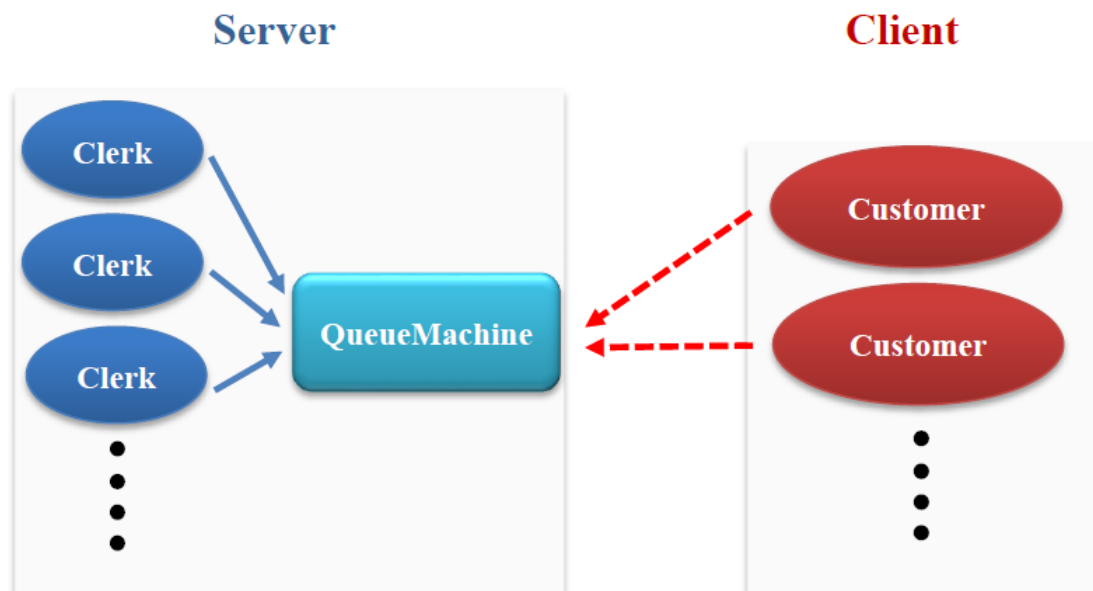 Server
Client
Clerk
Clerk
Clerk
QueueMachine
Customer
Customer